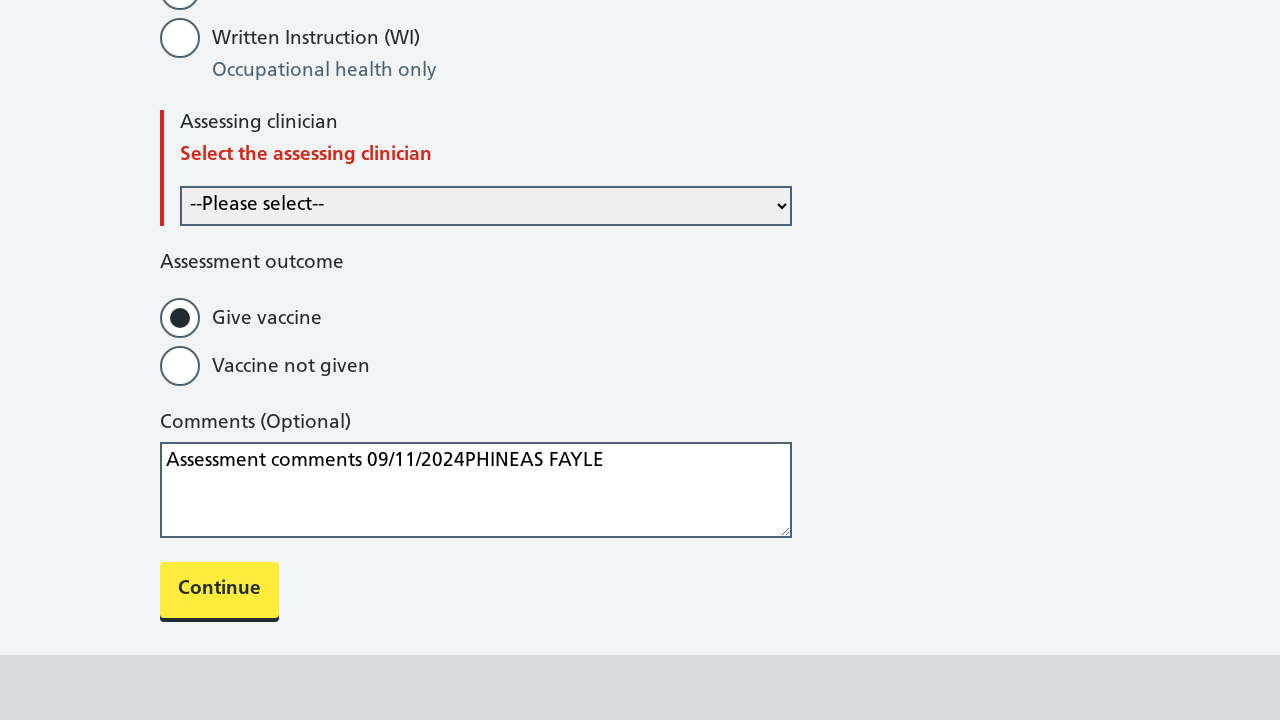 Written Instruction (WI)
Occupational health only
Assessing clinician
Select the assessing clinician
--Please select--
Assessment outcome
Give vaccine
Vaccine not given
Comments (Optional)
Assessment comments 09/11/2024PHINEAS FAYLE
Continue